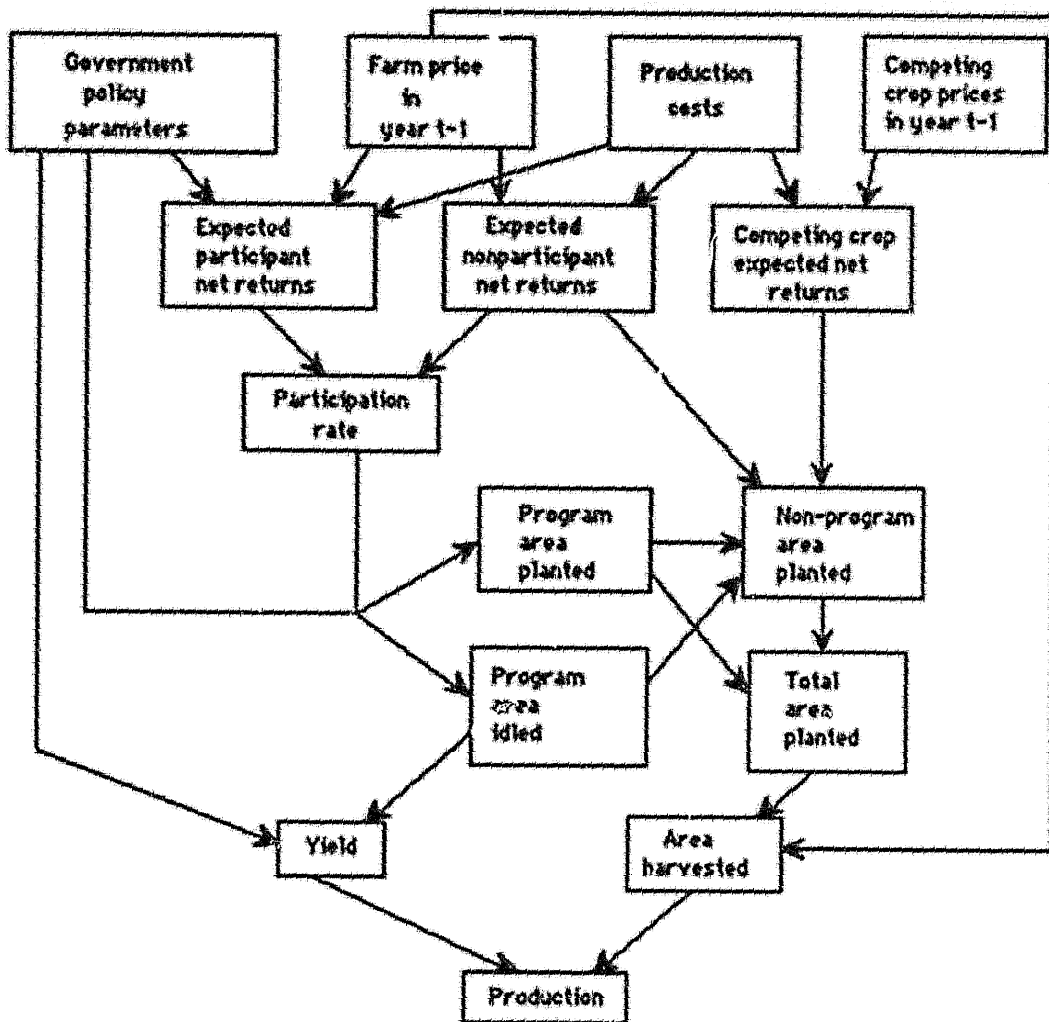 Government
policy
parameters
Farm price
in
year t-1
Production
costs
Competing
crop prices
in year t-1
Expected
participant
net returns
Expected
nonparticipant
net returns
Competing crop
expected net
returns
Participation
rate
Program
area
planted
Non-program
area
planted
Program
area
idled
Total
area
planted
Yield
Area
harvested
Production